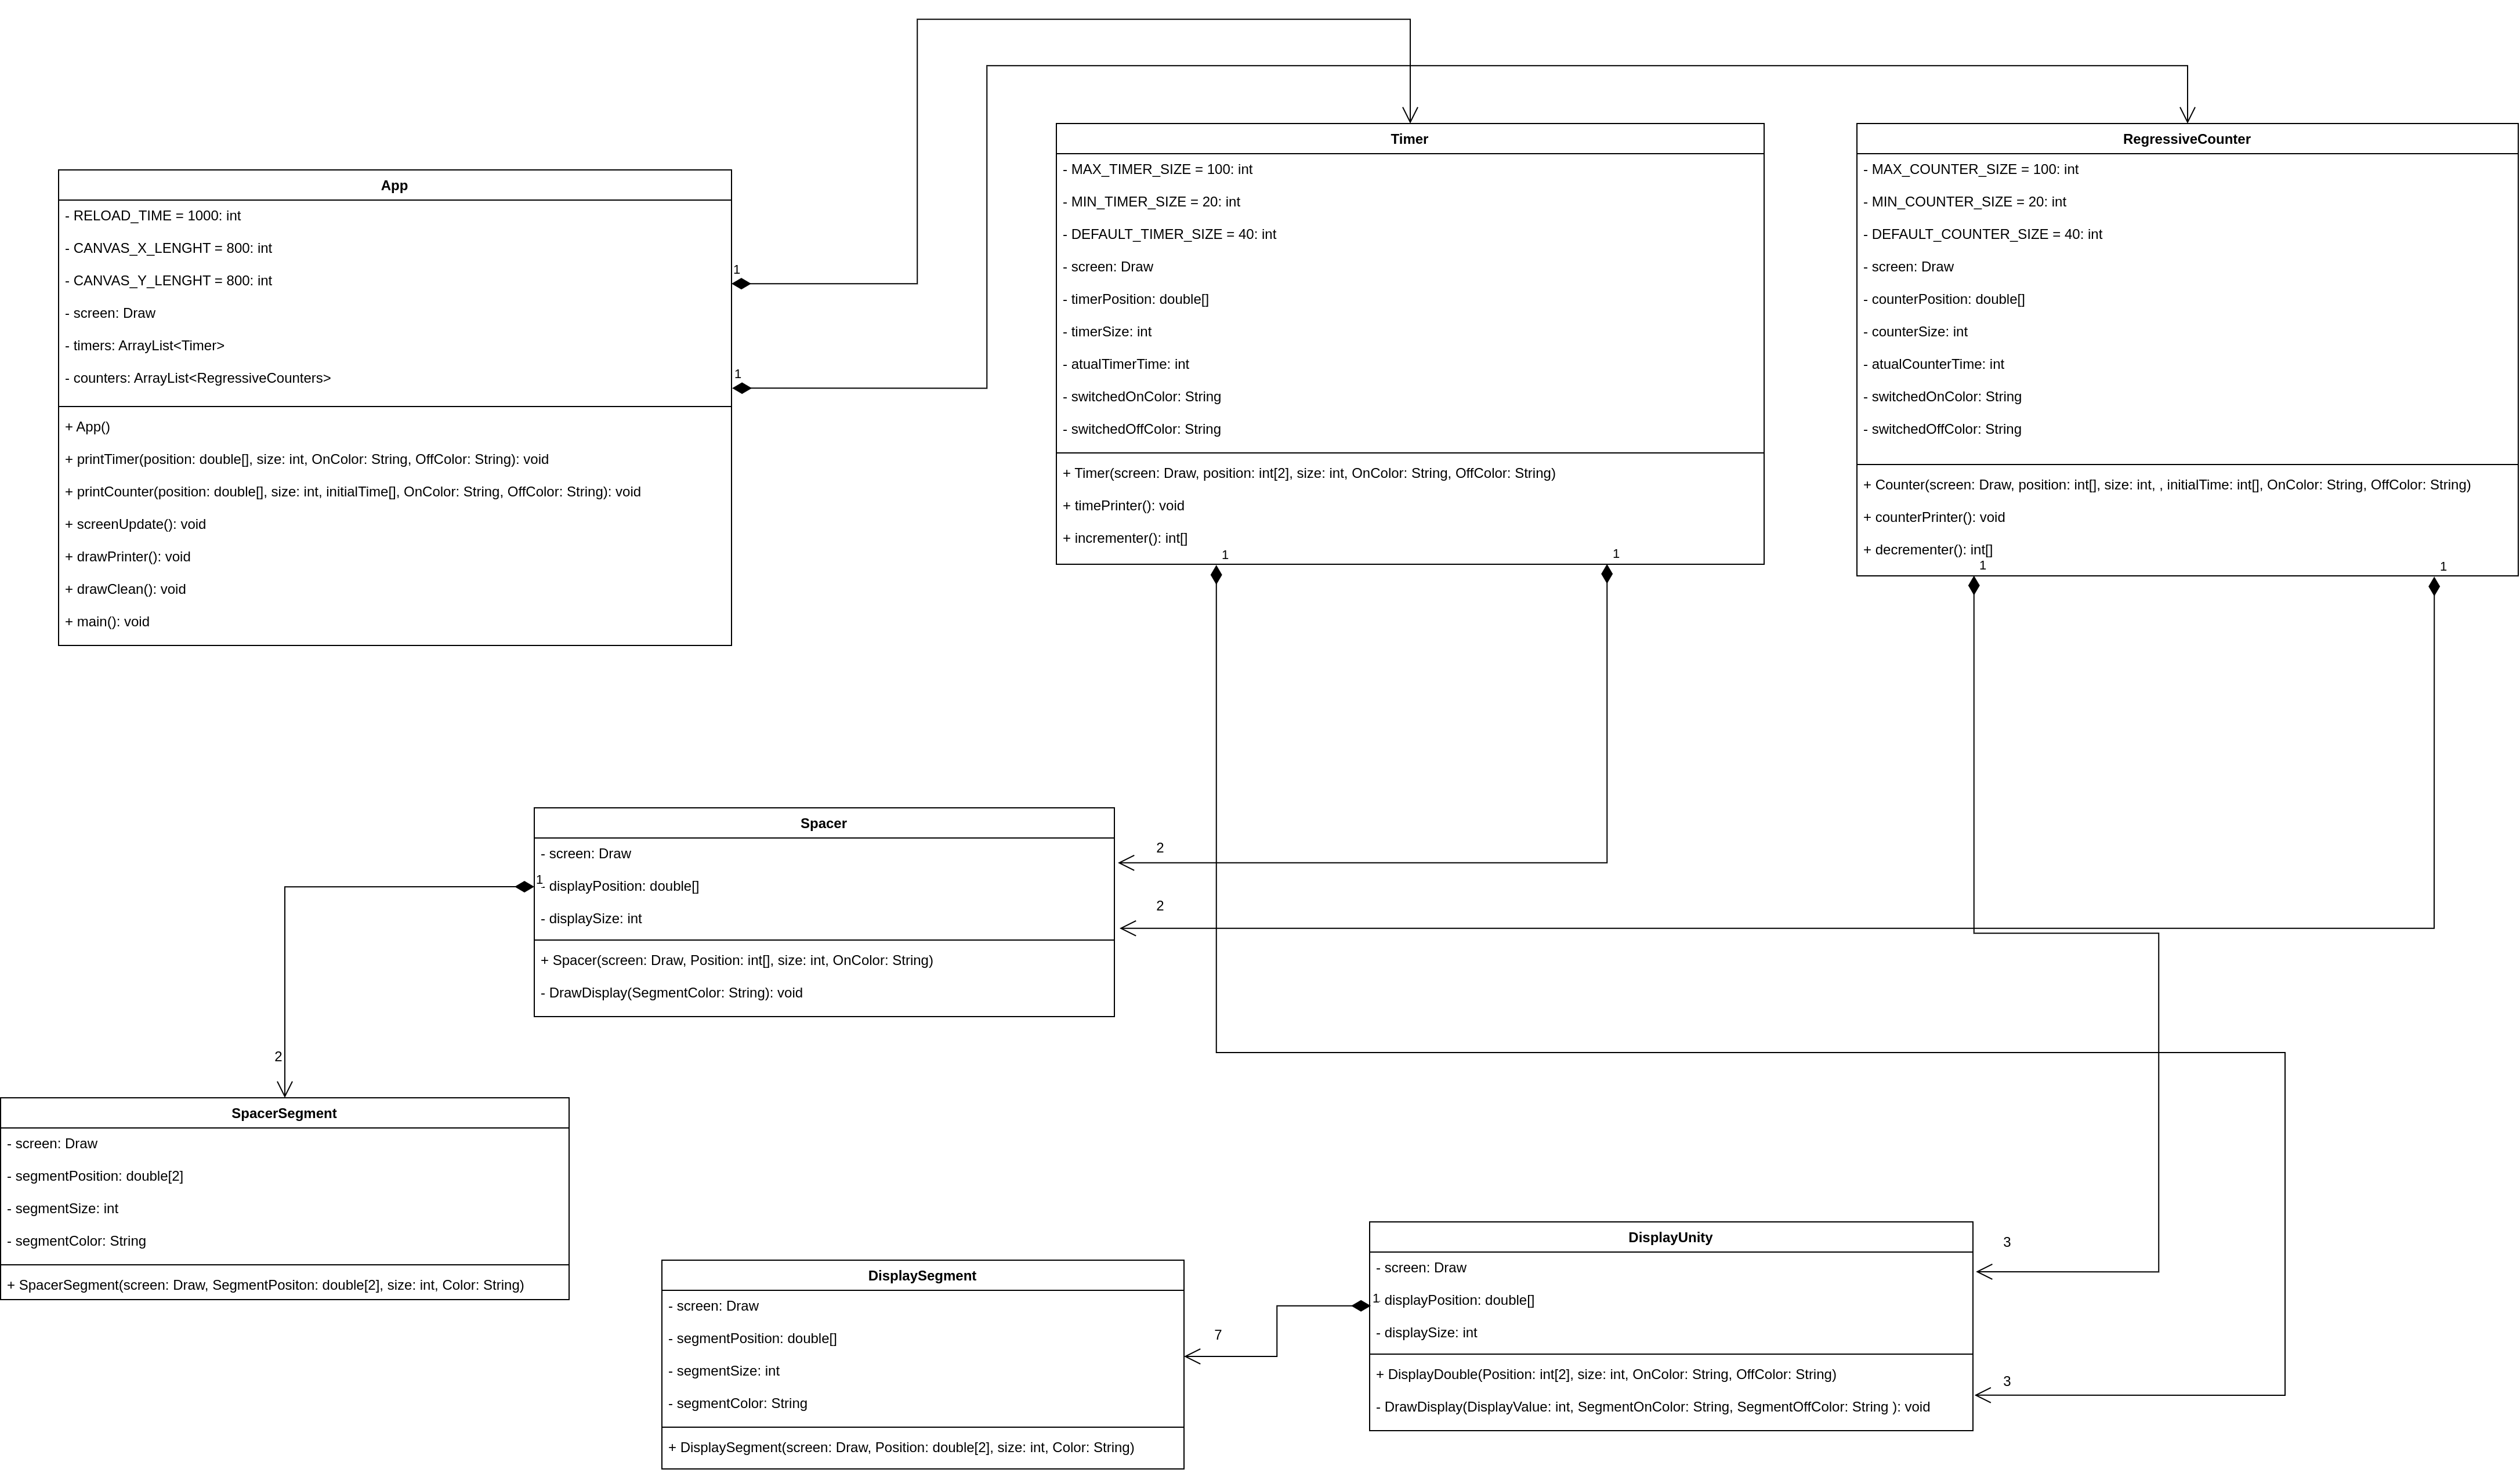 App
- RELOAD_TIME = 1000: int
- CANVAS_X_LENGHT = 800: int
- CANVAS_Y_LENGHT = 800: int
- screen: Draw
- timers: ArrayList<Timer>
- counters: ArrayList<RegressiveCounters>
+ App()
+ printTimer(position: double[], size: int, OnColor: String, OffColor: String): void
+ printCounter(position: double[], size: int, initialTime[], OnColor: String, OffColor: String): void
+ screenUpdate(): void
+ drawPrinter(): void
+ drawClean(): void
+ main(): void
1
1
Timer
- MAX_TIMER_SIZE = 100: int
- MIN_TIMER_SIZE = 20: int
- DEFAULT_TIMER_SIZE = 40: int
- screen: Draw
- timerPosition: double[]
- timerSize: int
- atualTimerTime: int
- switchedOnColor: String
- switchedOffColor: String
+ Timer(screen: Draw, position: int[2], size: int, OnColor: String, OffColor: String)
+ timePrinter(): void
+ incrementer(): int[]
1
1
RegressiveCounter
- MAX_COUNTER_SIZE = 100: int
- MIN_COUNTER_SIZE = 20: int
- DEFAULT_COUNTER_SIZE = 40: int
- screen: Draw
- counterPosition: double[]
- counterSize: int
- atualCounterTime: int
- switchedOnColor: String
- switchedOffColor: String
+ Counter(screen: Draw, position: int[], size: int, , initialTime: int[], OnColor: String, OffColor: String)
+ counterPrinter(): void
+ decrementer(): int[]
1
1
Spacer
- screen: Draw
- displayPosition: double[]
- displaySize: int
+ Spacer(screen: Draw, Position: int[], size: int, OnColor: String)
- DrawDisplay(SegmentColor: String): void
1
2
2
2
SpacerSegment
- screen: Draw
- segmentPosition: double[2]
- segmentSize: int
- segmentColor: String
+ SpacerSegment(screen: Draw, SegmentPositon: double[2], size: int, Color: String)
DisplaySegment
- screen: Draw
- segmentPosition: double[]
- segmentSize: int
- segmentColor: String
+ DisplaySegment(screen: Draw, Position: double[2], size: int, Color: String)
7
1
DisplayUnity
- screen: Draw
- displayPosition: double[]
- displaySize: int
+ DisplayDouble(Position: int[2], size: int, OnColor: String, OffColor: String)
- DrawDisplay(DisplayValue: int, SegmentOnColor: String, SegmentOffColor: String ): void
3
3